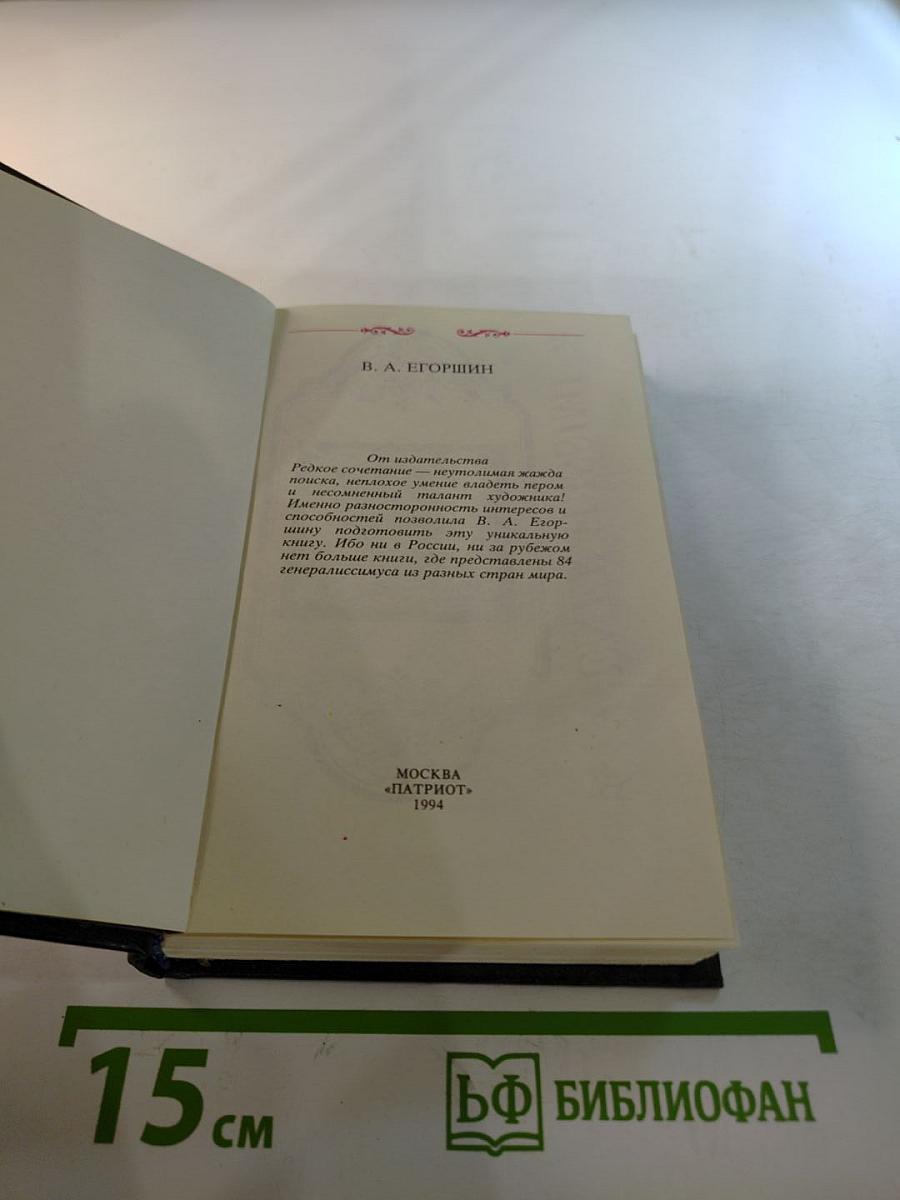 В. А. ЕГОРШИН
От издательства
Редкое сочетание — неутолимая жажда
поиска, неплохое умение владеть пером
и несомненный талант художника!
Именно разносторонность интересов и
способностей позволила В. А. Егор-
шину подготовить эту уникальную
книгу. Ибо ни в России, ни за рубежом
нет больше книги, где представлены 84
генералиссимуса из разных стран мира.
МОСКВА
«ПАТРИОТ»
1994
15 см
ЬФ БИБЛИОФАН